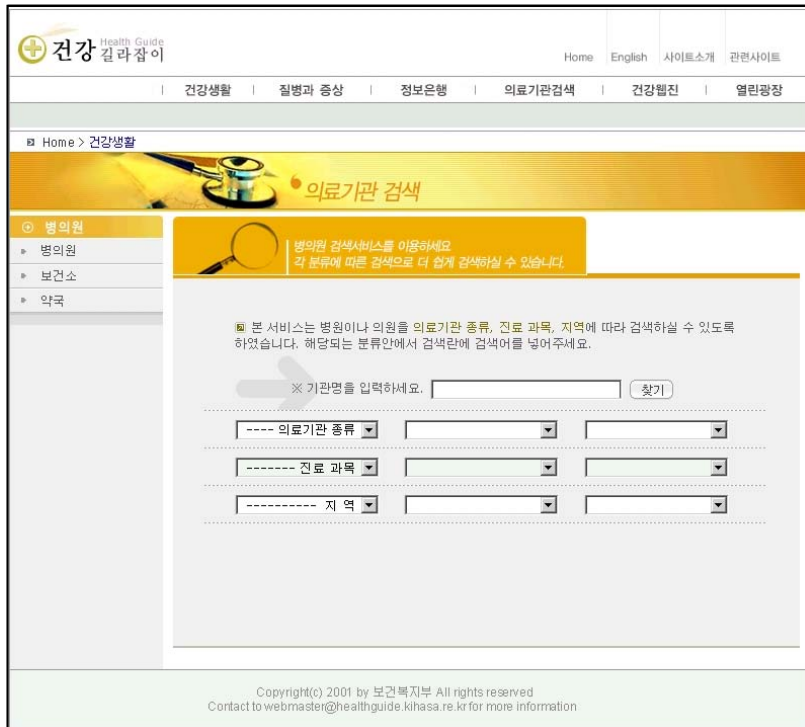 건강 길라잡이 Health Guide
Home English 사이트소개 관련사이트
건강생활 | 질병과 증상 | 정보은행 | 의료기관검색 | 건강웹진 | 열린광장
Home > 건강생활
의료기관 검색
병의원
병의원
보건소
약국
병의원 검색서비스를 이용하세요
각 분류에 따른 검색으로 더 쉽게 검색하실 수 있습니다.
본 서비스는 병원이나 의원을 의료기관 종류, 진료 과목, 지역에 따라 검색하실 수 있도록
하였습니다. 해당되는 분류안에서 검색란에 검색어를 넣어주세요.
※ 기관명을 입력하세요. 찾기
---- 의료기관 종류
------- 진료 과목
---------- 지 역
Copyright(c) 2001 by 보건복지부 All rights reserved
Contact to webmaster@healthguide.kihasa.re.kr for more information